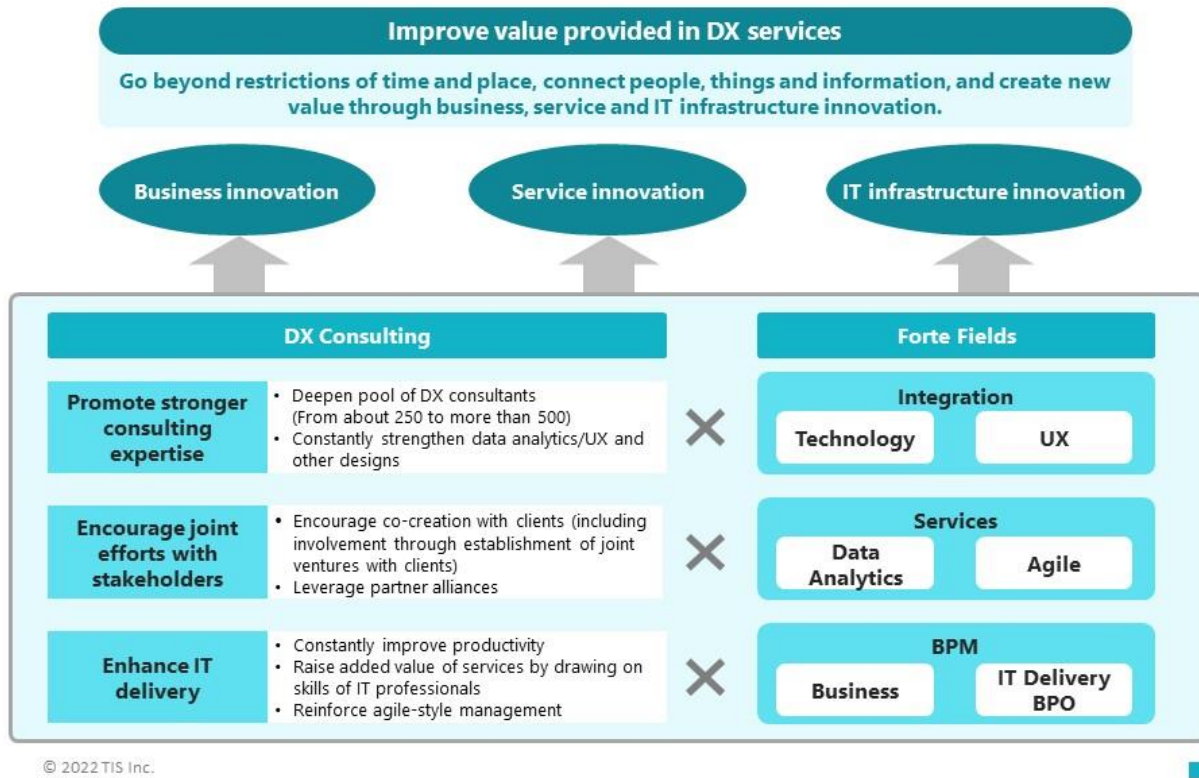 Improve value provided in DX services
Go beyond restrictions of time and place, connect people, things and information, and create new
value through business, service and IT infrastructure innovation.
Business innovation
Service innovation
IT infrastructure innovation
DX Consulting
Forte Fields
Promote stronger
consulting
expertise
• Deepen pool of DX consultants
(From about 250 to more than 500)
• Constantly strengthen data analytics/UX and
other designs
Integration
Technology
UX
Encourage joint
efforts with
stakeholders
• Encourage co-creation with clients (including
involvement through establishment of joint
ventures with clients)
• Leverage partner alliances
Services
Data
Analytics
Agile
Enhance IT
delivery
• Constantly improve productivity
• Raise added value of services by drawing on
skills of IT professionals
• Reinforce agile-style management
BPM
Business
IT Delivery
BPO
© 2022 TIS Inc.